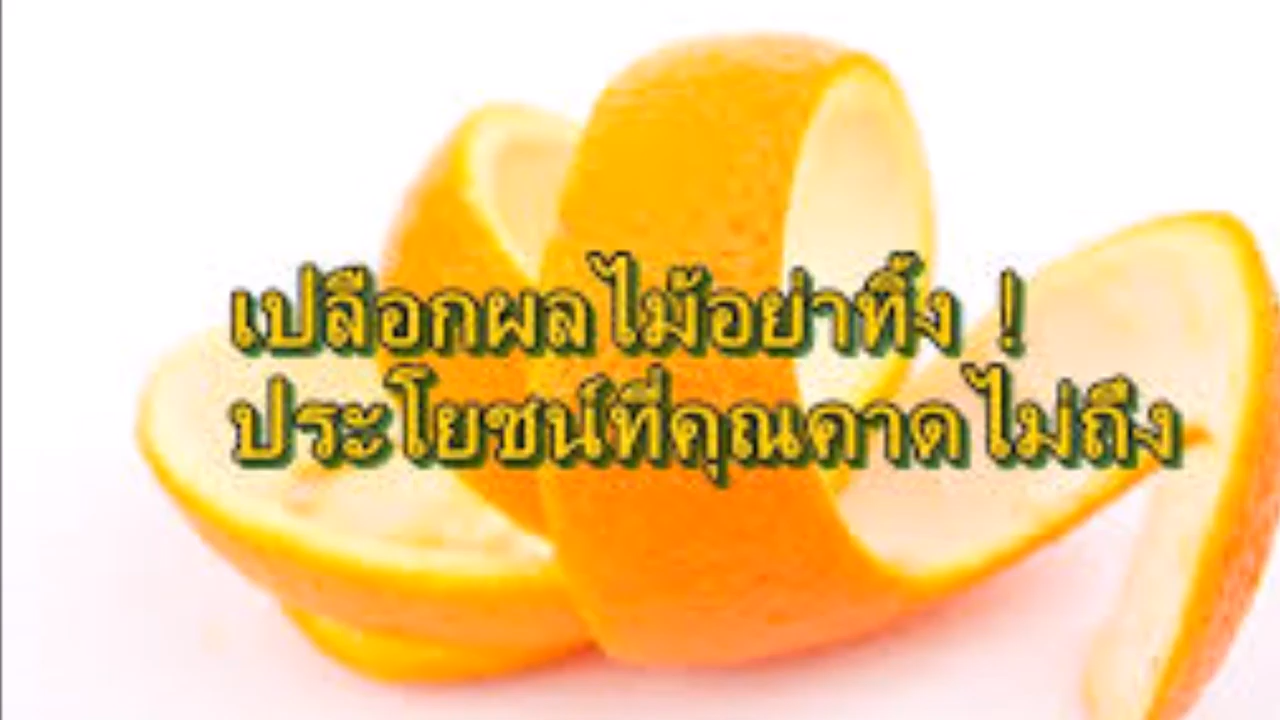 เปลือกผลไม้อย่าทิ้ง !
ประโยชน์ที่คุณคาดไม่ถึง